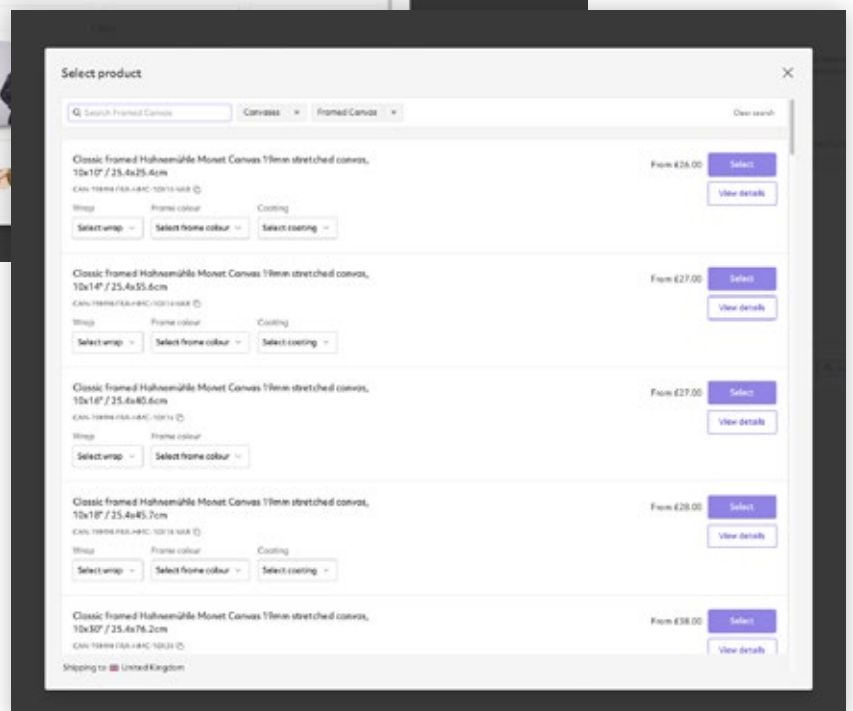 Select product
Search Framed Canvas
Canvases ×
Framed Canvas ×
Clear search
Classic framed Hahnemühle Monet Canvas 19mm stretched canvas,
10x10" / 25.4x25.4cm
From £26.00
Select
View details
Wrap
Frame colour
Coating
Select wrap
Select frame colour
Select coating
Classic framed Hahnemühle Monet Canvas 19mm stretched canvas,
10x14" / 25.4x35.6cm
From £27.00
Select
View details
Wrap
Frame colour
Coating
Select wrap
Select frame colour
Select coating
Classic framed Hahnemühle Monet Canvas 19mm stretched canvas,
10x16" / 25.4x40.6cm
From £27.00
Select
View details
Wrap
Frame colour
Select wrap
Select frame colour
Classic framed Hahnemühle Monet Canvas 19mm stretched canvas,
10x18" / 25.4x45.7cm
From £28.00
Select
View details
Wrap
Frame colour
Coating
Select wrap
Select frame colour
Select coating
Classic framed Hahnemühle Monet Canvas 19mm stretched canvas,
10x30" / 25.4x76.2cm
From £38.00
Select
View details
Shipping to United Kingdom